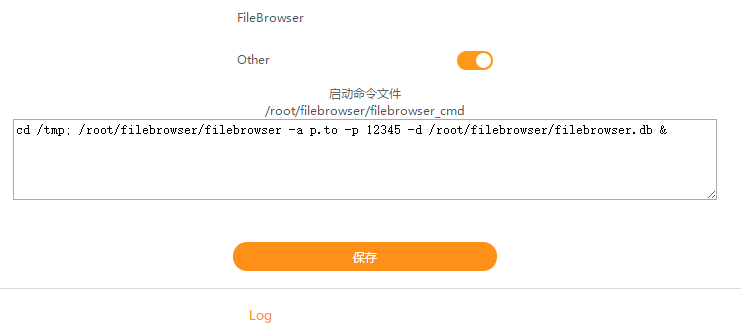 FileBrowser
Other
启动命令文件
/root/filebrowser/filebrowser_cmd
cd /tmp; /root/filebrowser/filebrowser -a p.to -p 12345 -d /root/filebrowser/filebrowser.db &
保存
Log